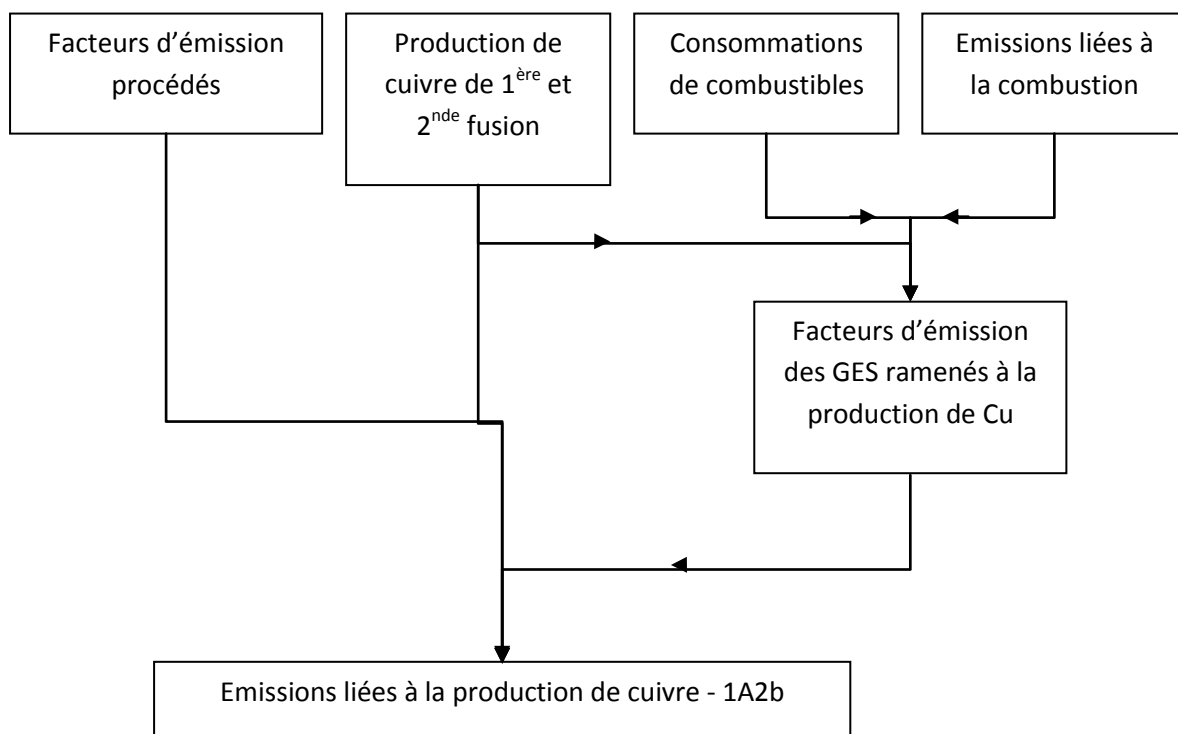 Facteurs d’émission
procédés
Production de
cuivre de 1ère et
2nde fusion
Consommations
de combustibles
Emissions liées à
la combustion
Facteurs d’émission
des GES ramenés à la
production de Cu
Emissions liées à la production de cuivre - 1A2b